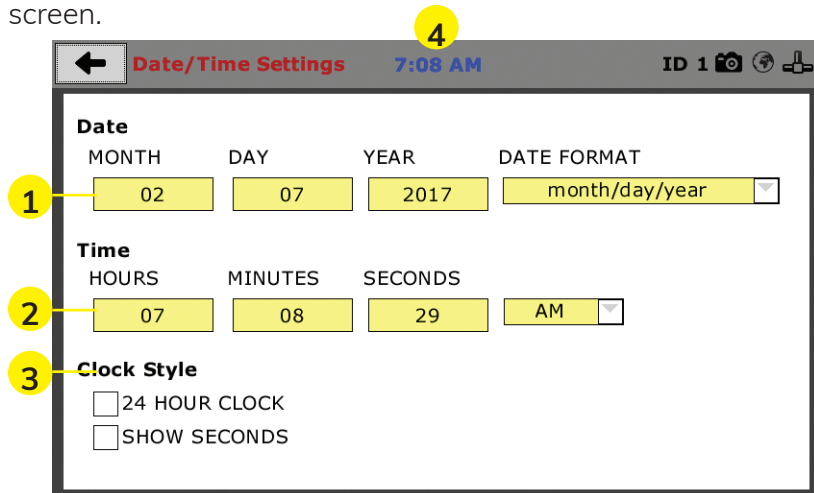 screen.
4
Date/Time Settings 7:08 AM ID 1
Date
MONTH DAY YEAR DATE FORMAT
1 02 07 2017 month/day/year
Time
HOURS MINUTES SECONDS
2 07 08 29 AM
3 Clock Style
24 HOUR CLOCK
SHOW SECONDS